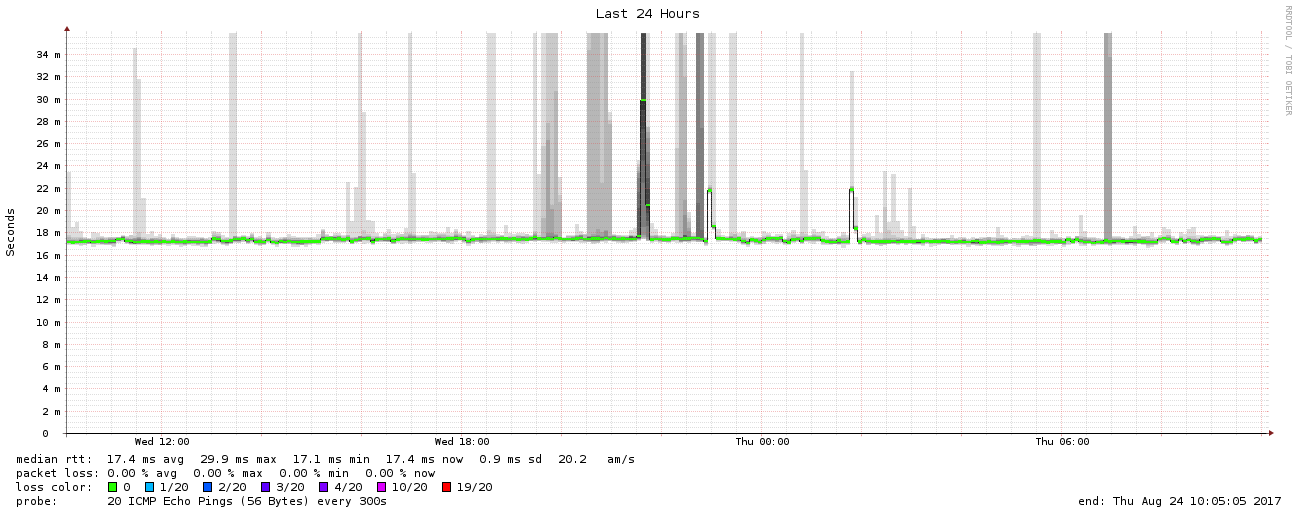 Last 24 Hours
RRDTOOL / TOBI OETIKER
Seconds
34 m
32 m
30 m
28 m
26 m
24 m
22 m
20 m
18 m
16 m
14 m
12 m
10 m
8 m
6 m
4 m
2 m
0
Wed 12:00 Wed 18:00 Thu 00:00 Thu 06:00
median rtt: 17.4 ms avg 29.9 ms max 17.1 ms min 17.4 ms now 0.9 ms sd 20.2 am/s
packet loss: 0.00 % avg 0.00 % max 0.00 % min 0.00 % now
loss color: 0 1/20 2/20 3/20 4/20 10/20 19/20
probe: 20 ICMP Echo Pings (56 Bytes) every 300s end: Thu Aug 24 10:05:05 2017